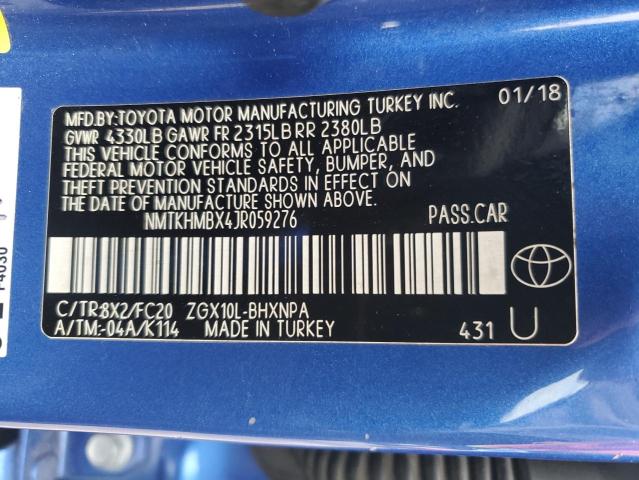 MFD.BY:TOYOTA MOTOR MANUFACTURING TURKEY INC. 01/18
GVWR 4330LB GAWR FR 2315LB RR 2380LB
THIS VEHICLE CONFORMS TO ALL APPLICABLE
FEDERAL MOTOR VEHICLE SAFETY, BUMPER, AND
THEFT PREVENTION STANDARDS IN EFFECT ON
THE DATE OF MANUFACTURE SHOWN ABOVE.
NMTKHMBX4JR059276 PASS.CAR
C/TR:8X2/FC20 ZGX10L-BHXNPA
A/TM:-04A/K114 MADE IN TURKEY 431 U
F4030